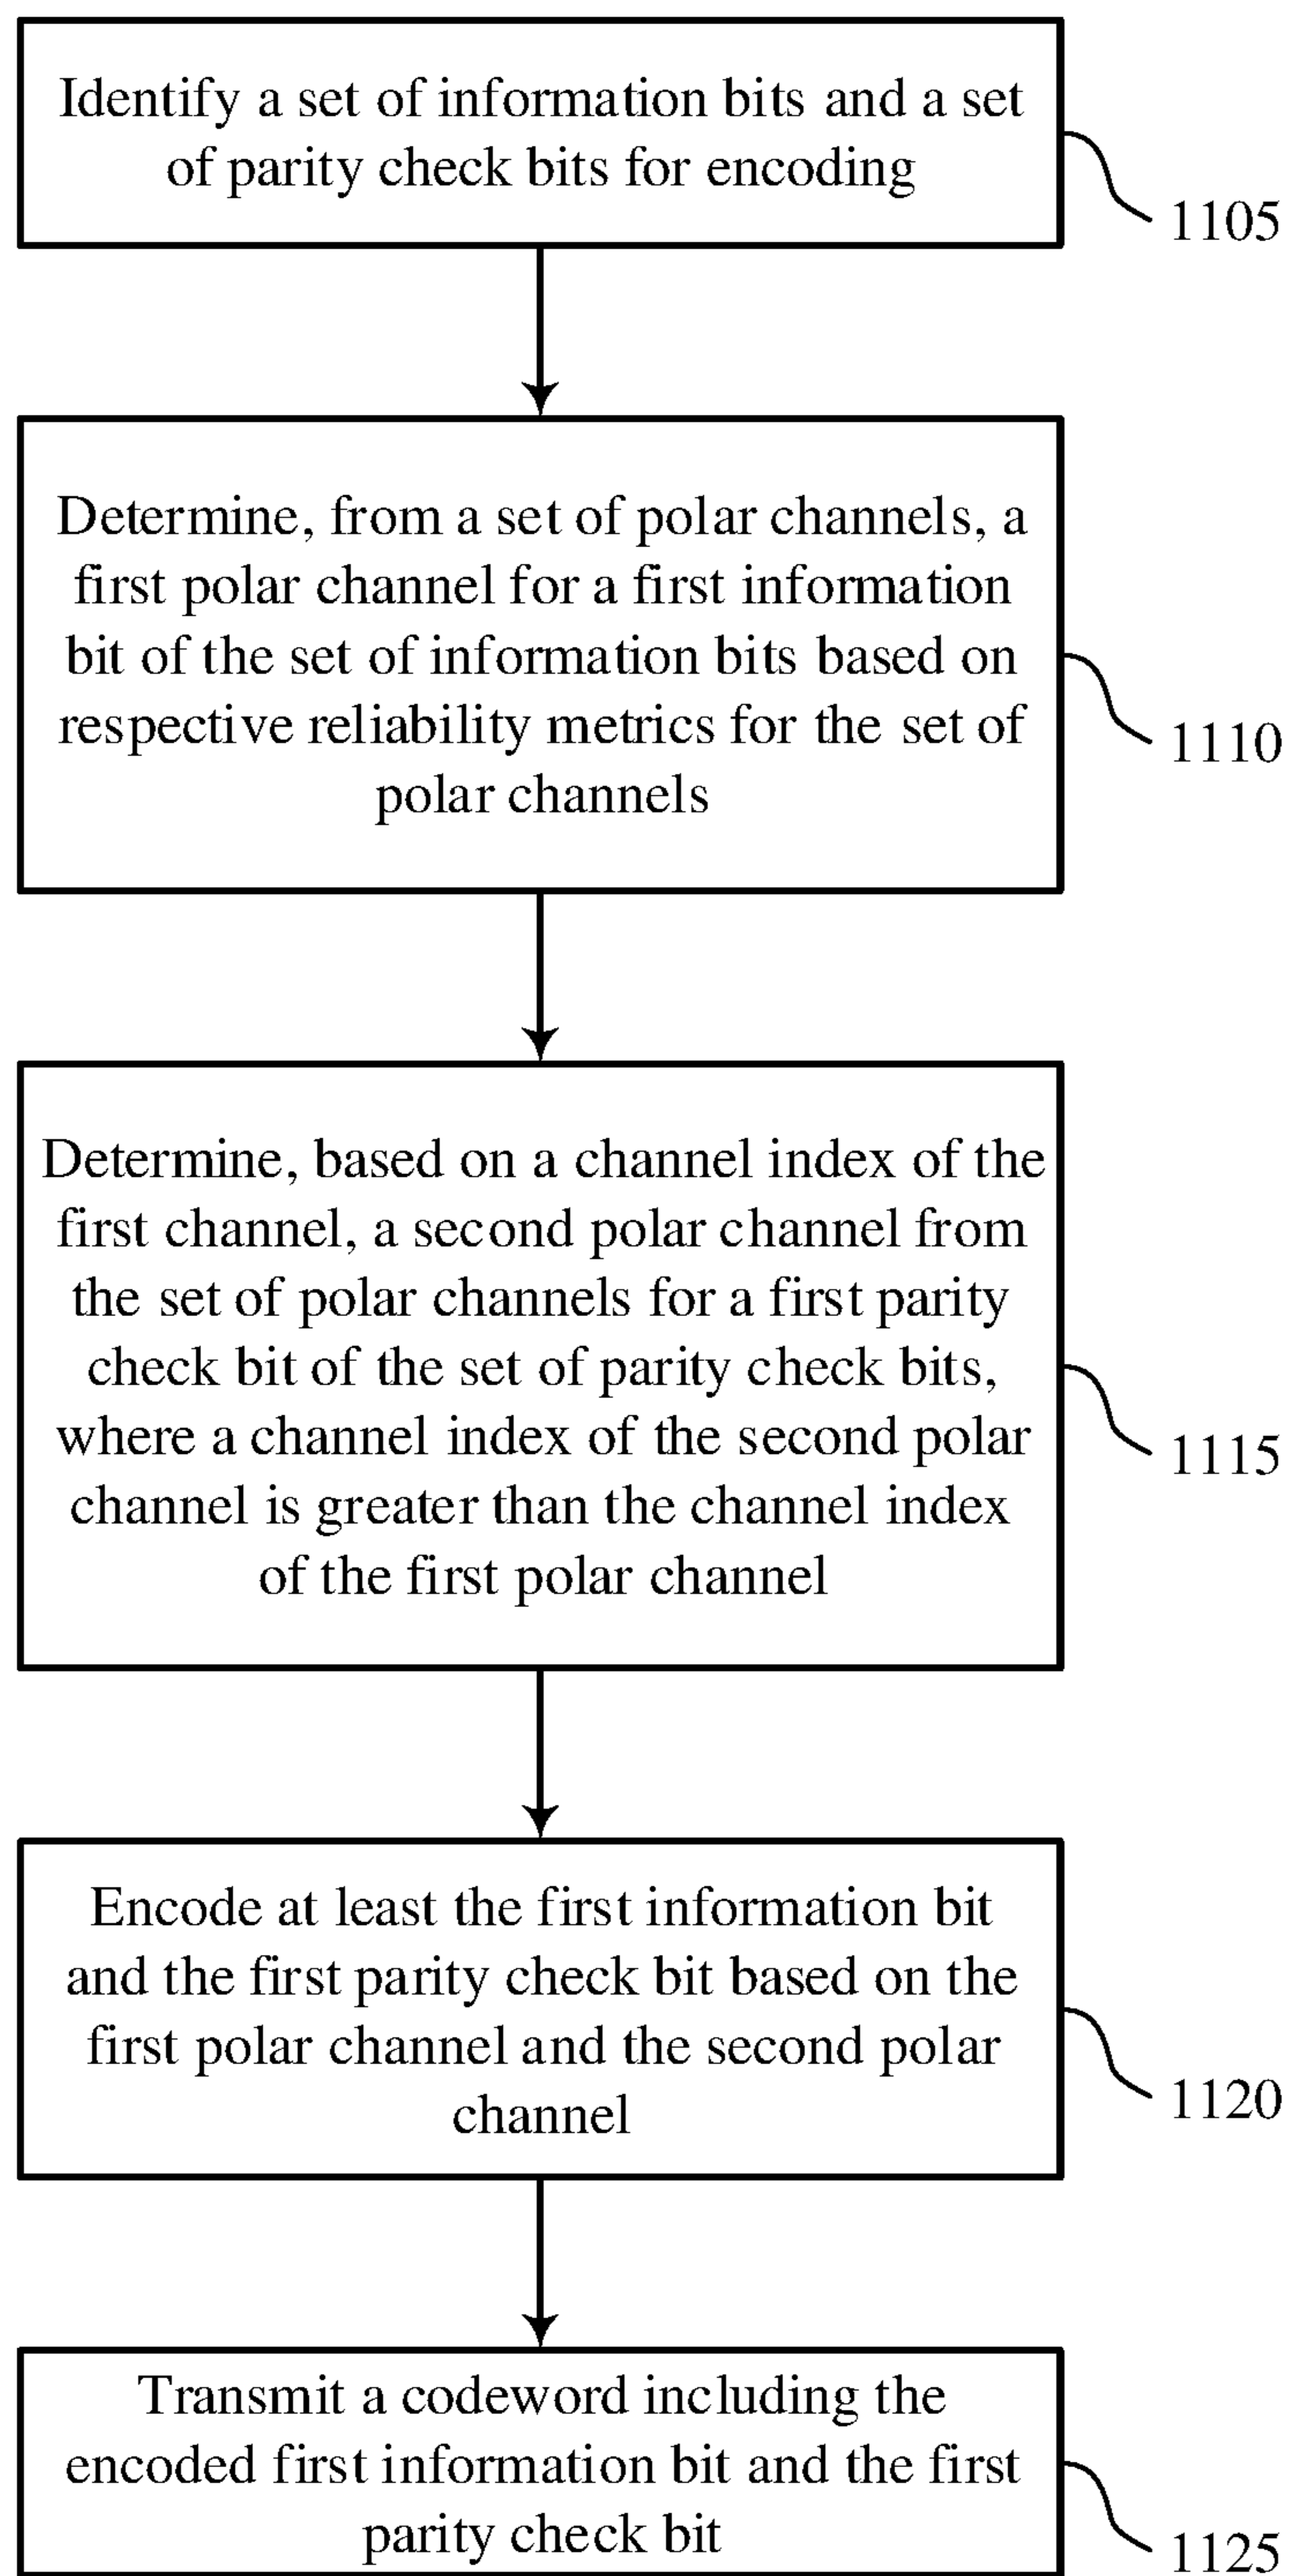 Identify a set of information bits and a set
of parity check bits for encoding
1105
Determine, from a set of polar channels, a
first polar channel for a first information
bit of the set of information bits based on
respective reliability metrics for the set of
polar channels
1110
Determine, based on a channel index of the
first channel, a second polar channel from
the set of polar channels for a first parity
check bit of the set of parity check bits,
where a channel index of the second polar
channel is greater than the channel index
of the first polar channel
1115
Encode at least the first information bit
and the first parity check bit based on the
first polar channel and the second polar
channel
1120
Transmit a codeword including the
encoded first information bit and the first
parity check bit
1125